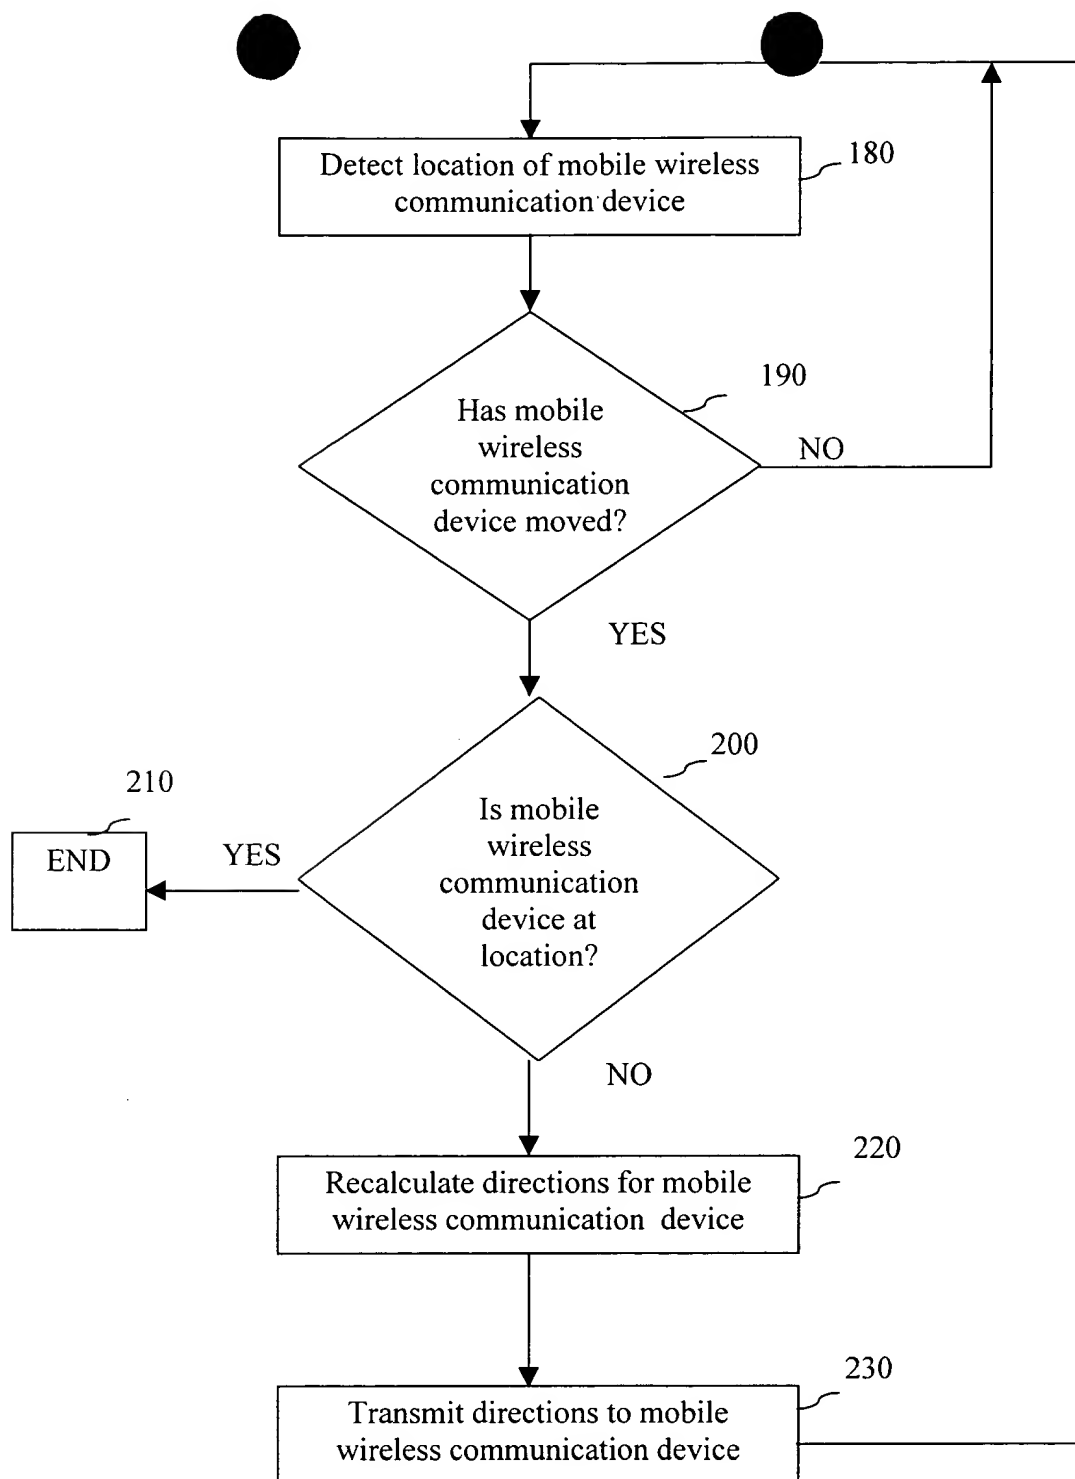 180
Detect location of mobile wireless
communication device
190
Has mobile
wireless
communication
device moved?
NO
YES
200
210
Is mobile
wireless
communication
device at
location?
END
YES
NO
220
Recalculate directions for mobile
wireless communication device
230
Transmit directions to mobile
wireless communication device